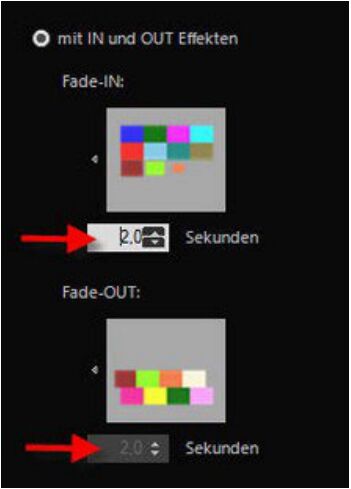 mit IN und OUT Effekten
Fade-IN:
2.0 Sekunden
Fade-OUT:
2.0 Sekunden